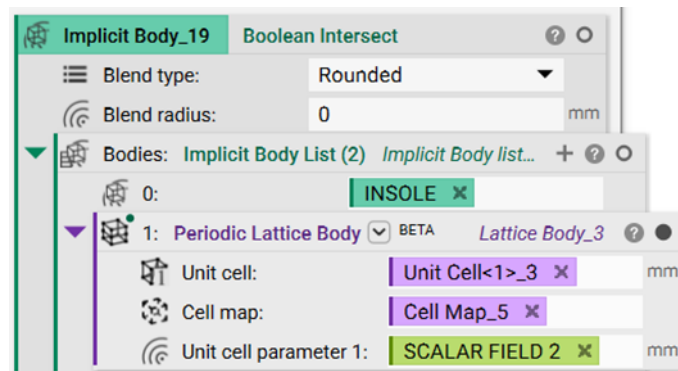 Implicit Body_19 Boolean Intersect
Blend type: Rounded
Blend radius: 0 mm
Bodies: Implicit Body List (2) Implicit Body list...
0: INSOLE
1: Periodic Lattice Body BETA Lattice Body_3
Unit cell: Unit Cell<1>_3 mm
Cell map: Cell Map_5
Unit cell parameter 1: SCALAR FIELD 2 mm